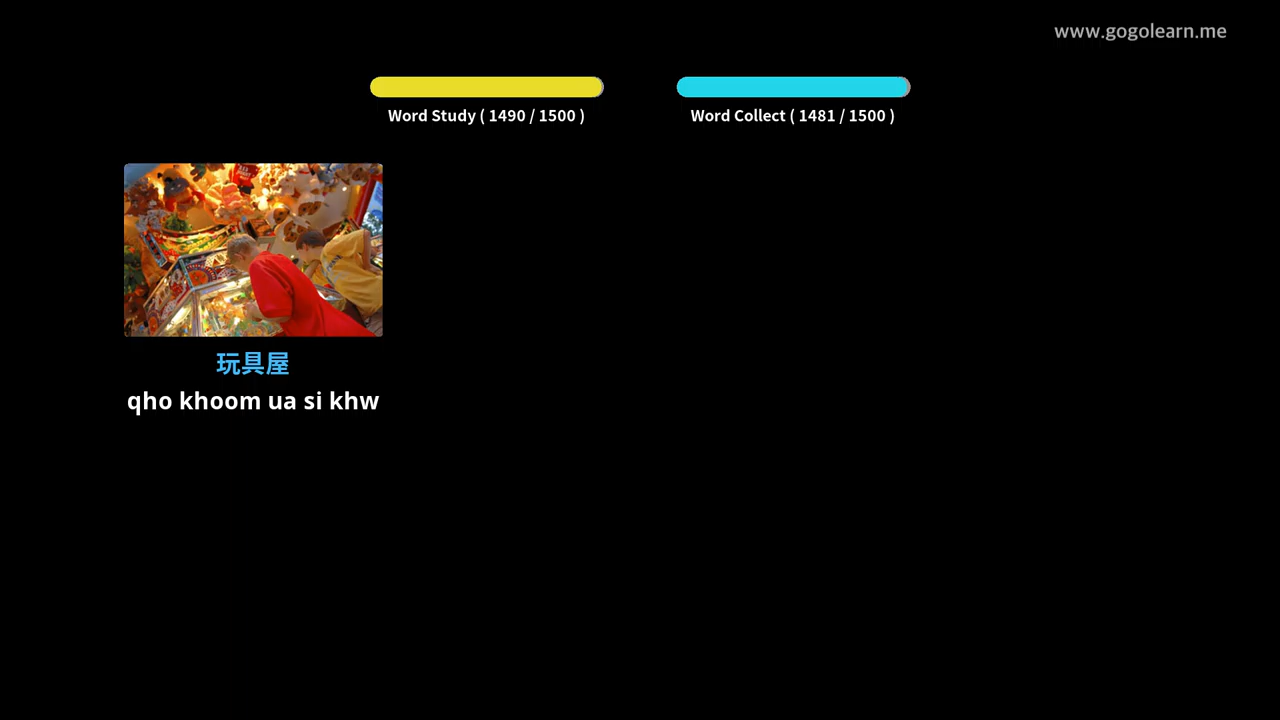 www.gogolearn.me
Word Study ( 1490 / 1500 )
Word Collect ( 1481 / 1500 )
玩具屋
qho khoom ua si khw